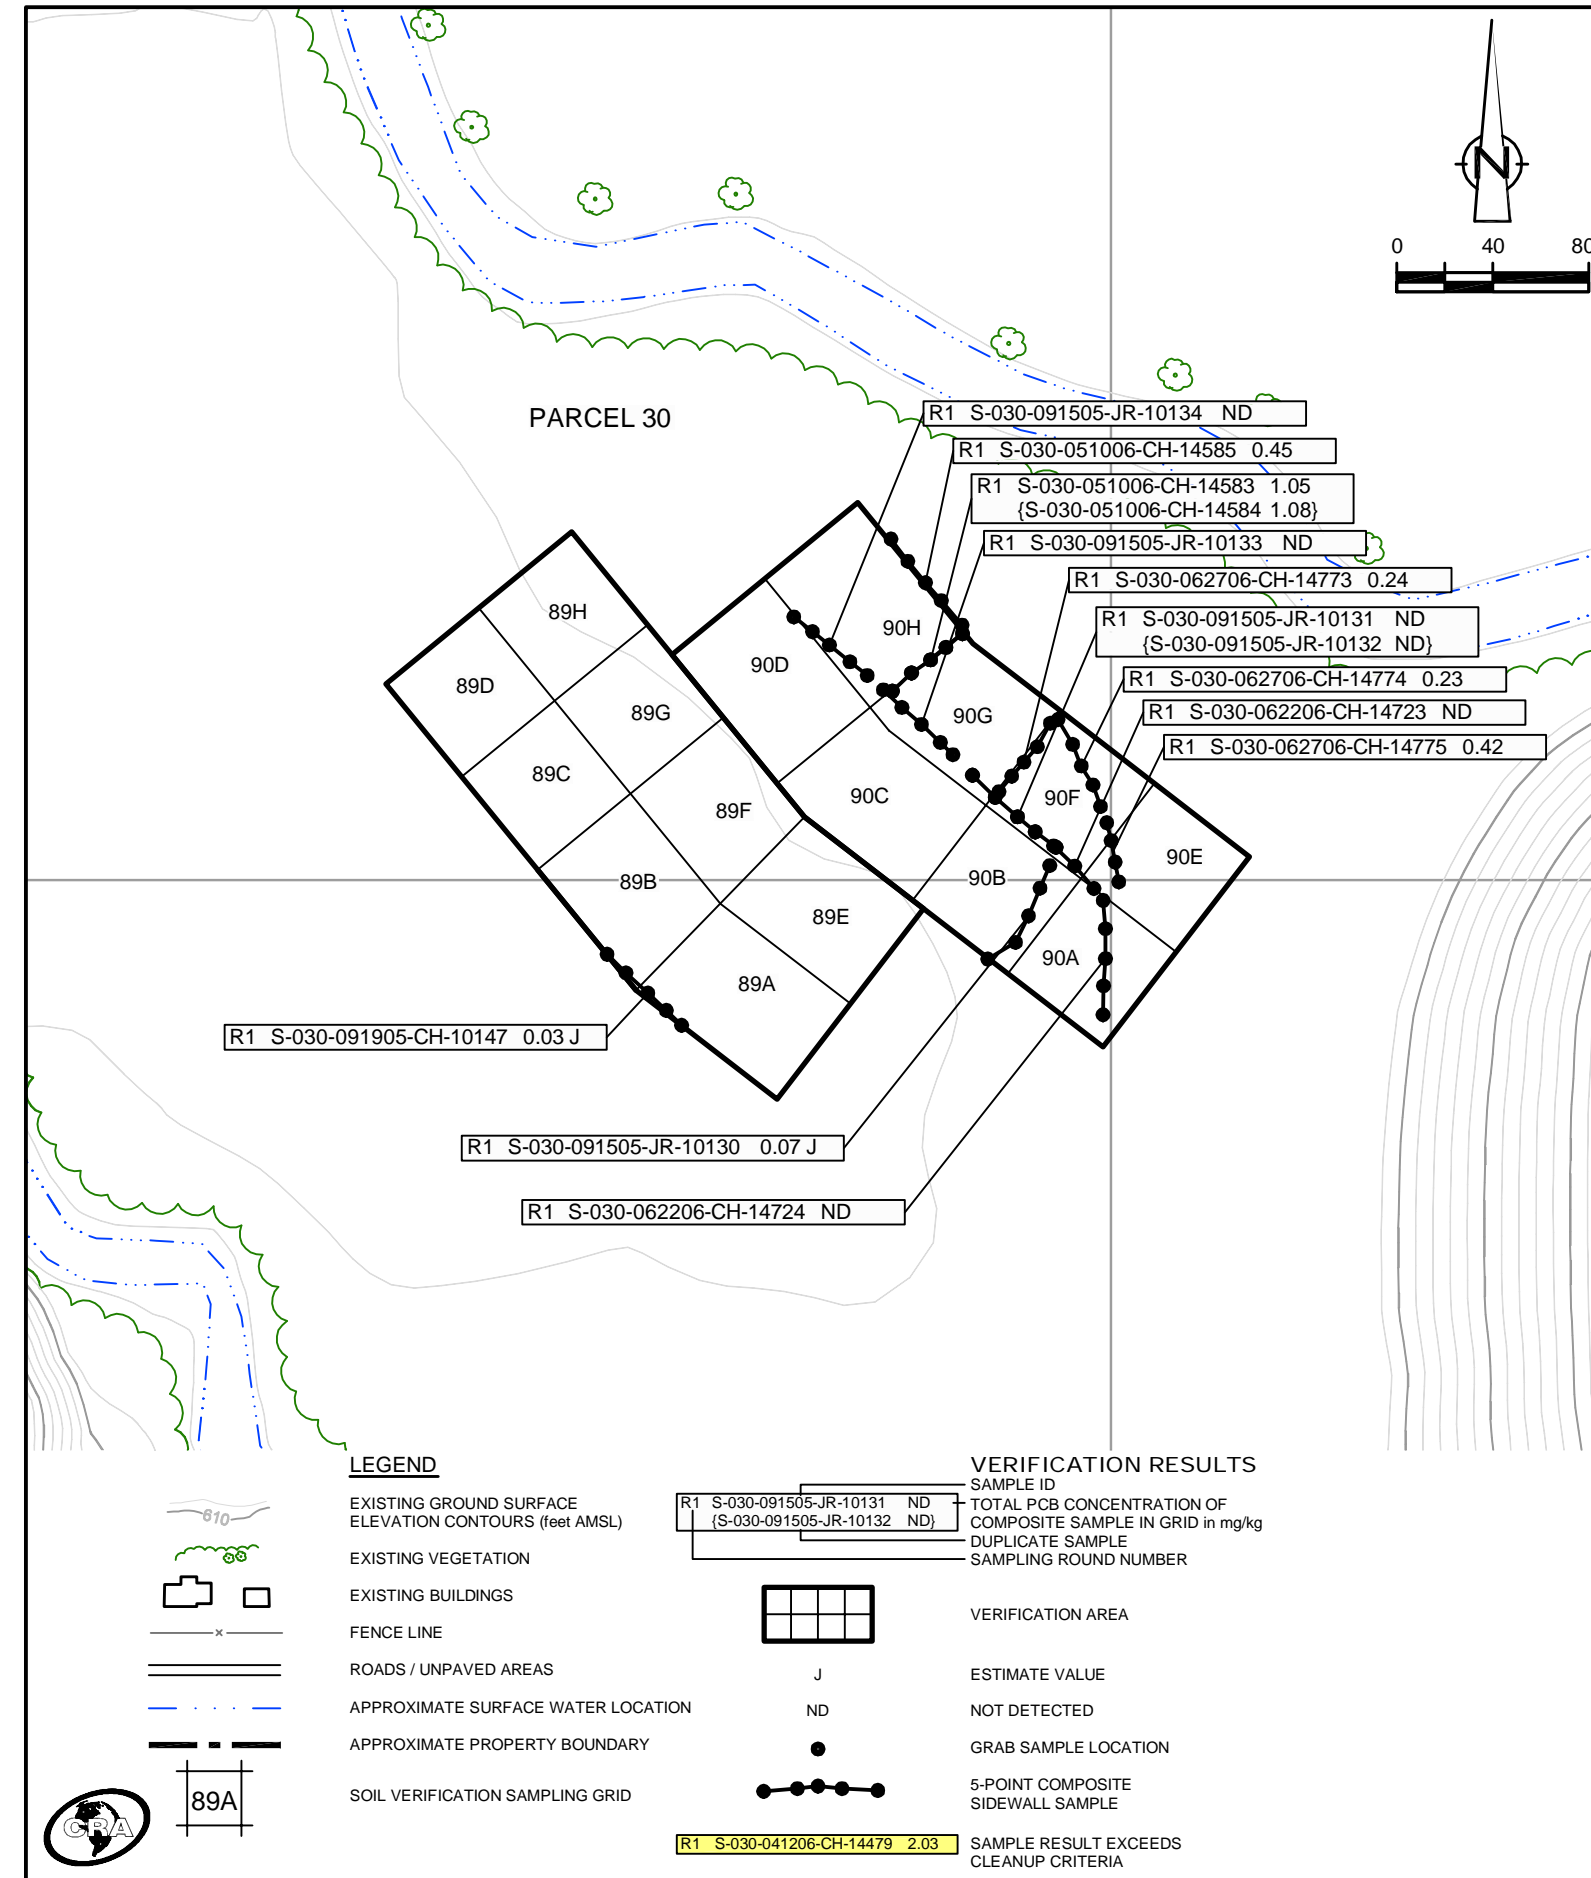 N
0 40 80
PARCEL 30
R1 S-030-091505-JR-10134 ND
R1 S-030-051006-CH-14585 0.45
R1 S-030-051006-CH-14583 1.05
{S-030-051006-CH-14584 1.08}
R1 S-030-091505-JR-10133 ND
R1 S-030-062706-CH-14773 0.24
R1 S-030-091505-JR-10131 ND
{S-030-091505-JR-10132 ND}
R1 S-030-062706-CH-14774 0.23
R1 S-030-062206-CH-14723 ND
R1 S-030-062706-CH-14775 0.42
89H
90H
90D
89D
89G
90G
89C
90C
90F
89F
90E
89B
90B
89E
90A
89A
R1 S-030-091905-CH-10147 0.03 J
R1 S-030-091505-JR-10130 0.07 J
R1 S-030-062206-CH-14724 ND
LEGEND
610
EXISTING GROUND SURFACE
ELEVATION CONTOURS (feet AMSL)
EXISTING VEGETATION
EXISTING BUILDINGS
x
FENCE LINE
ROADS / UNPAVED AREAS
APPROXIMATE SURFACE WATER LOCATION
APPROXIMATE PROPERTY BOUNDARY
89A
SOIL VERIFICATION SAMPLING GRID
CRA
VERIFICATION RESULTS
SAMPLE ID
R1 S-030-091505-JR-10131 ND
{S-030-091505-JR-10132 ND}
TOTAL PCB CONCENTRATION OF
COMPOSITE SAMPLE IN GRID in mg/kg
DUPLICATE SAMPLE
SAMPLING ROUND NUMBER
VERIFICATION AREA
J ESTIMATE VALUE
ND NOT DETECTED
GRAB SAMPLE LOCATION
5-POINT COMPOSITE
SIDEWALL SAMPLE
R1 S-030-041206-CH-14479 2.03
SAMPLE RESULT EXCEEDS
CLEANUP CRITERIA